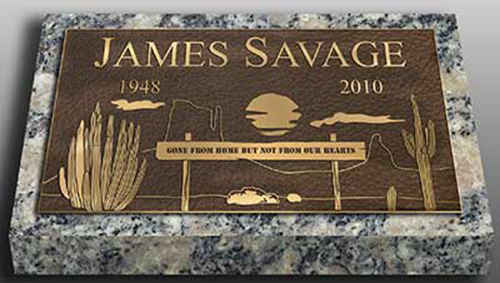 JAMES SAVAGE
1948 2010
GONE FROM HOME BUT NOT FROM OUR HEARTS